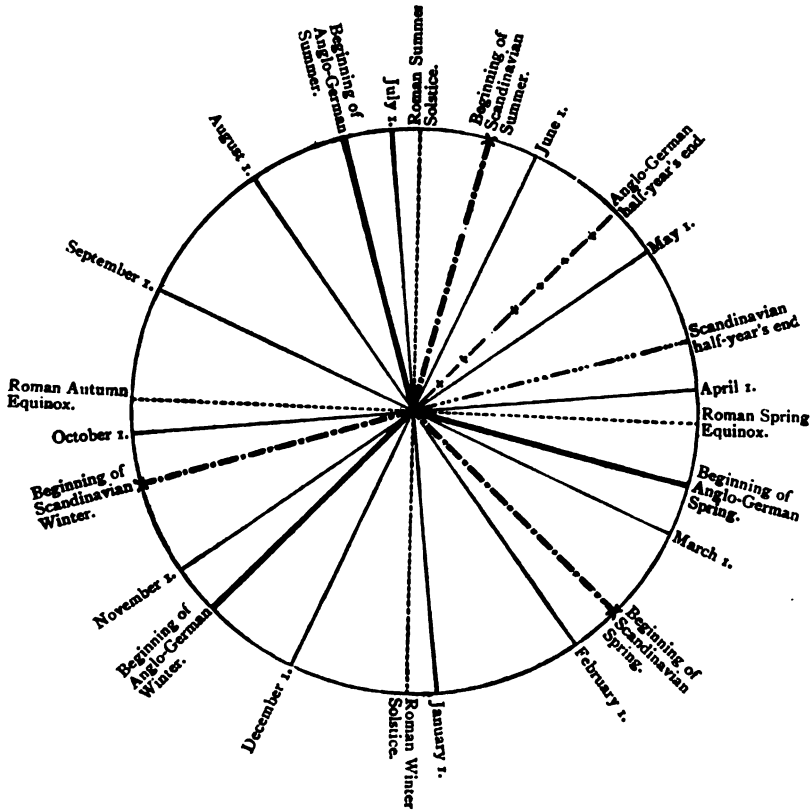 Roman Summer
Solstice.
Beginning of
Scandinavian
Summer.
June 1.
Anglo-German
half-year's end.
May 1.
Scandinavian
half-year's end
April 1.
Roman Spring
Equinox.
Beginning of
Anglo-German
Spring.
March 1.
Beginning of
Scandinavian
Spring.
February 1.
January 1.
Roman Winter
Solstice.
December 1.
Beginning of
Anglo-German
Winter.
November 1.
Beginning of
Scandinavian
Winter.
October 1.
Roman Autumn
Equinox.
September 1.
August 1.
Beginning of
Anglo-German
Summer.
July 1.